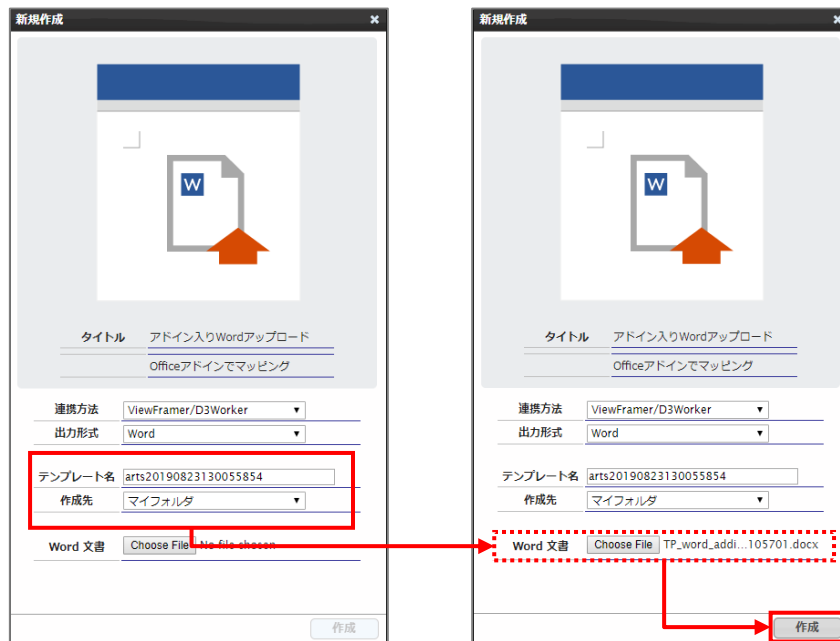 新規作成
W
タイトル アドイン入りWordアップロード
Officeアドインでマッピング
連携方法 ViewFramer/D3Worker
出力形式 Word
テンプレート名 arts20190823130055854
作成先 マイフォルダ
Word 文書 Choose File No file chosen
作成
新規作成
W
タイトル アドイン入りWordアップロード
Officeアドインでマッピング
連携方法 ViewFramer/D3Worker
出力形式 Word
テンプレート名 arts20190823130055854
作成先 マイフォルダ
Word 文書 Choose File TP_word_addi...105701.docx
作成